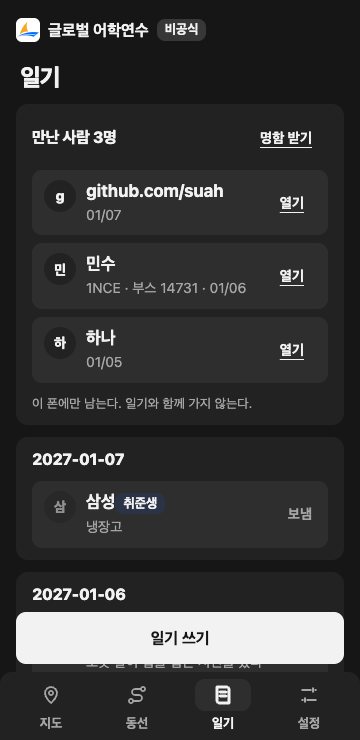 글로벌 어학연수 비공식
일기
만난 사람 3명 명함 받기
g github.com/suah 열기
01/07
민 민수 열기
1NCE · 부스 14731 · 01/06
하 하나 열기
01/05
이 폰에만 남는다. 일기와 함께 가지 않는다.
2027-01-07
삼 삼성 취준생 보냄
냉장고
2027-01-06
일기 쓰기
지도 동선 일기 설정